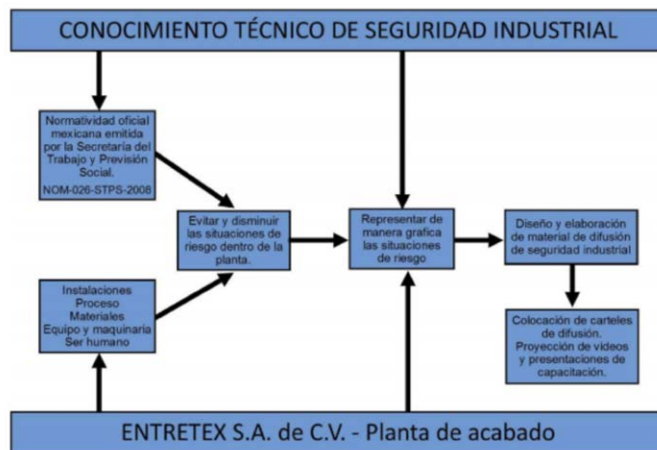 CONOCIMIENTO TÉCNICO DE SEGURIDAD INDUSTRIAL
Normatividad oficial
mexicana emitida
por la Secretaría del
Trabajo y Previsión
Social.
NOM-026-STPS-2008
Evitar y disminuir
las situaciones de
riesgo dentro de la
planta.
Representar de
manera grafica
las situaciones
de riesgo
Diseño y elaboración
de material de difusión
de seguridad industrial
Instalaciones
Proceso
Materiales
Equipo y maquinaria
Ser humano
Colocación de carteles
de difusión.
Proyección de vídeos
y presentaciones de
capacitación.
ENTRETEX S.A. de C.V. - Planta de acabado